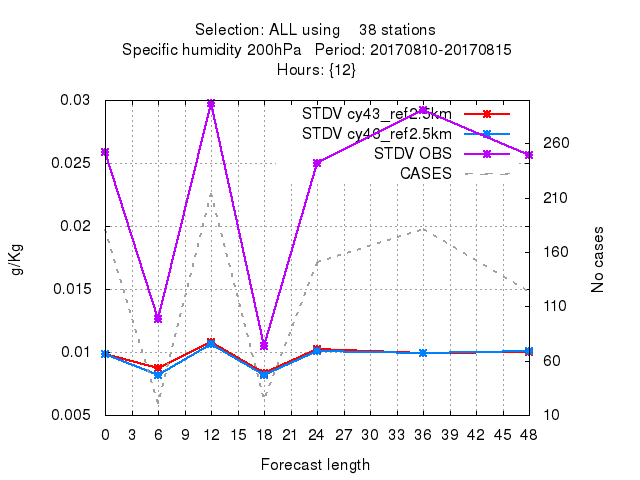 Selection: ALL using 38 stations
Specific humidity 200hPa Period: 20170810-20170815
Hours: {12}
STDV cy43_ref2.5km
STDV cy46_ref2.5km
STDV OBS
CASES
g/Kg
0.03
0.025
0.02
0.015
0.01
0.005
No cases
260
210
160
110
60
10
0 3 6 9 12 15 18 21 24 27 30 33 36 39 42 45 48
Forecast length